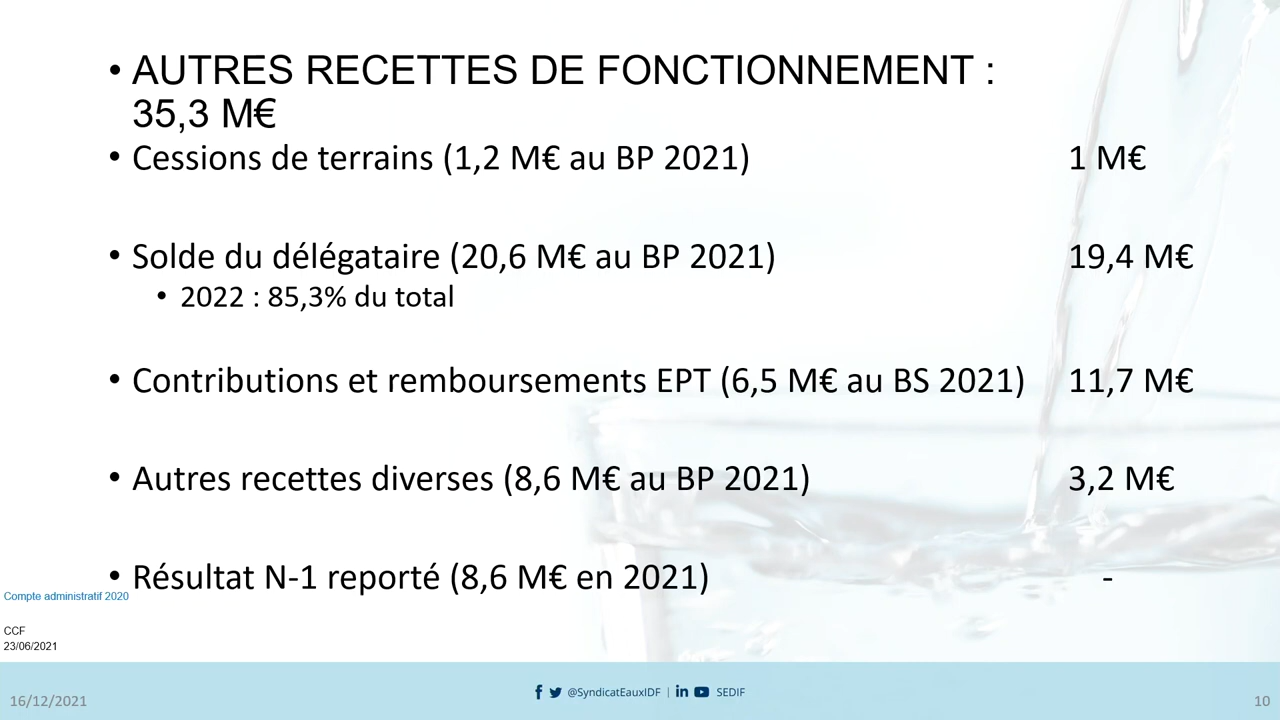 • AUTRES RECETTES DE FONCTIONNEMENT :
35,3 M€
• Cessions de terrains (1,2 M€ au BP 2021) 1 M€
• Solde du délégataire (20,6 M€ au BP 2021) 19,4 M€
• 2022 : 85,3% du total
• Contributions et remboursements EPT (6,5 M€ au BS 2021) 11,7 M€
• Autres recettes diverses (8,6 M€ au BP 2021) 3,2 M€
• Résultat N-1 reporté (8,6 M€ en 2021) -
Compte administratif 2020
CCF
23/06/2021
16/12/2021 @SyndicatEauxIDF | SEDIF 10